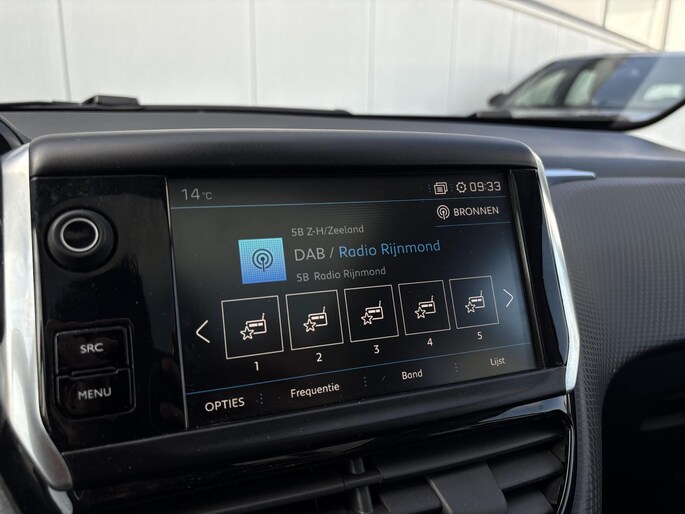 14°C
09:33
BRONNEN
5B Z-H/Zeeland
DAB / Radio Rijnmond
5B Radio Rijnmond
1 2 3 4 5
SRC
MENU
OPTIES Frequentie Band Lijst